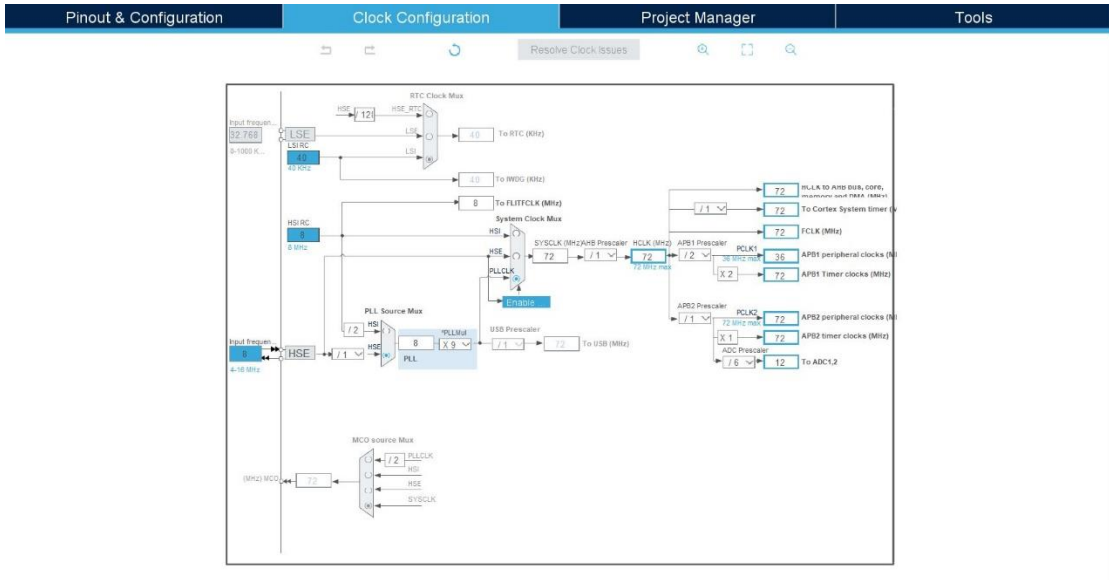 Pinout & Configuration
Clock Configuration
Project Manager
Tools
Resolve Clock Issues
RTC Clock Mux
HSE
/ 128
HSE_RTC
Input frequen...
32.768
LSE
LSE
40
To RTC (KHz)
0-1000 K...
LSI RC
40
LSI
40 KHz
40
To IWDG (KHz)
8
To FLITFCLK (MHz)
System Clock Mux
HSI RC
8
HSI
8 MHz
HSE
SYSCLK (MHz)
AHB Prescaler
HCLK (MHz)
APB1 Prescaler
72
/ 1
72
/ 2
72 MHz max
PLLCLK
Enable
72
HCLK to AHB bus, core,
memory and DMA (MHz)
/ 1
72
To Cortex System timer (
72
FCLK (MHz)
PCLK1
36 MHz max
36
APB1 peripheral clocks (
X 2
72
APB1 Timer clocks (MHz)
PLL Source Mux
HSI
/ 2
HSE
*PLLMul
8
X 9
PLL
USB Prescaler
/ 1
72
To USB (MHz)
APB2 Prescaler
/ 1
PCLK2
72 MHz max
72
APB2 peripheral clocks (
X 1
72
APB2 timer clocks (MHz)
ADC Prescaler
/ 6
12
To ADC1,2
Input frequen...
8
HSE
/ 1
4-16 MHz
MCO source Mux
PLLCLK
/ 2
HSI
HSE
SYSCLK
(MHz) MCO
72